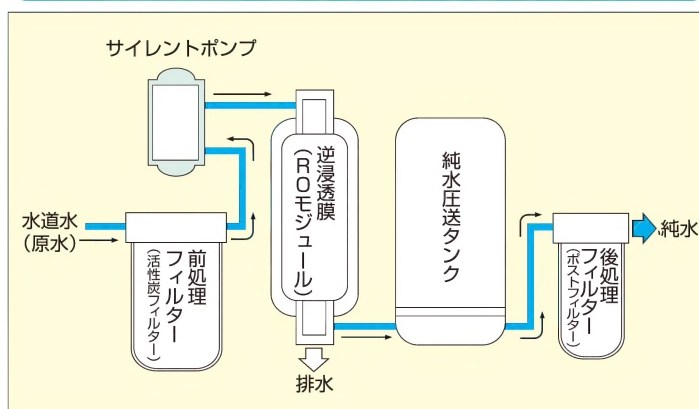 サイレントポンプ
水道水
(原水)
前処理
フィルター
(活性炭フィルター)
逆浸透膜
(ROモジュール)
排水
純水圧送タンク
後処理
フィルター
(ポストフィルター)
純水